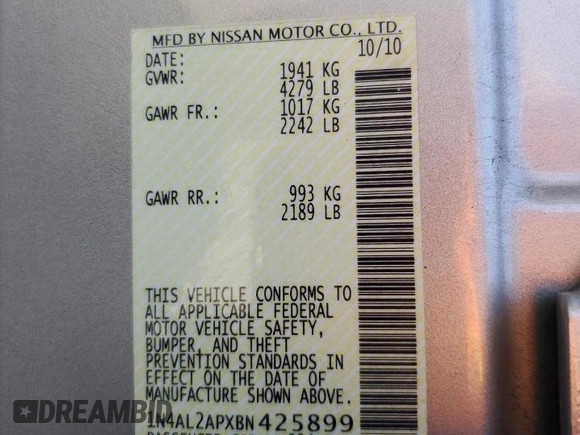 MFD BY NISSAN MOTOR CO., LTD.
DATE: 10/10
GVWR: 1941 KG
4279 LB
GAWR FR.: 1017 KG
2242 LB
GAWR RR.: 993 KG
2189 LB
THIS VEHICLE CONFORMS TO
ALL APPLICABLE FEDERAL
MOTOR VEHICLE SAFETY,
BUMPER, AND THEFT
PREVENTION STANDARDS IN
EFFECT ON THE DATE OF
MANUFACTURE SHOWN ABOVE.
1N4AL2APXBN425899
DREAMBID